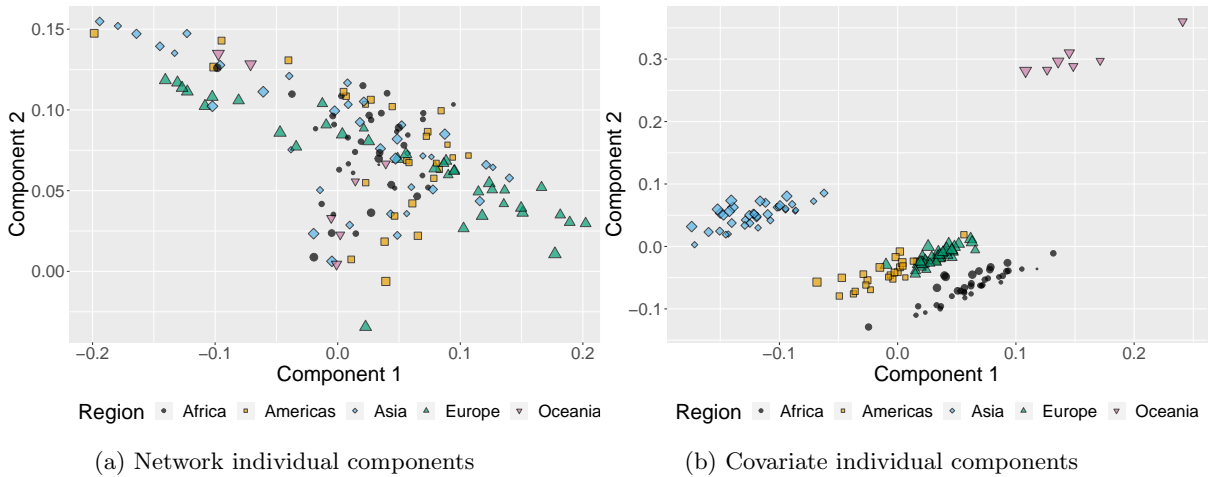 Component 2
0.15
0.10
0.05
0.00
−0.2 −0.1 0.0 0.1 0.2
Component 1
Region Africa Americas Asia Europe Oceania
(a) Network individual components
Component 2
0.3
0.2
0.1
0.0
−0.1
−0.1 0.0 0.1 0.2
Component 1
Region Africa Americas Asia Europe Oceania
(b) Covariate individual components